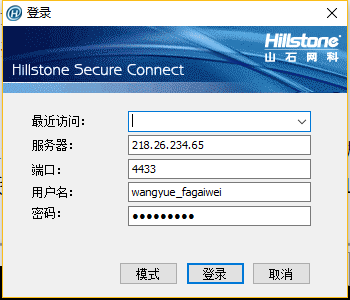 登录
Hillstone
山石网科
Hillstone Secure Connect
最近访问:
服务器: 218.26.234.65
端口: 4433
用户名: wangyue_fagaiwei
密码: ●●●●●●●●●
模式 登录 取消